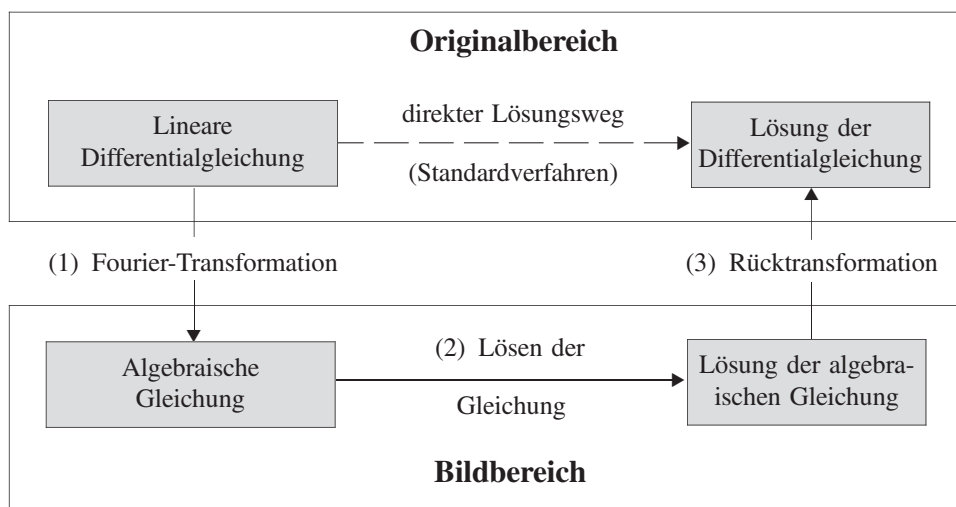 Originalbereich
Lineare
Differentialgleichung
direkter Lösungsweg
(Standardverfahren)
Lösung der
Differentialgleichung
(1) Fourier-Transformation
(3) Rücktransformation
Algebraische
Gleichung
(2) Lösen der
Gleichung
Lösung der algebra-
ischen Gleichung
Bildbereich